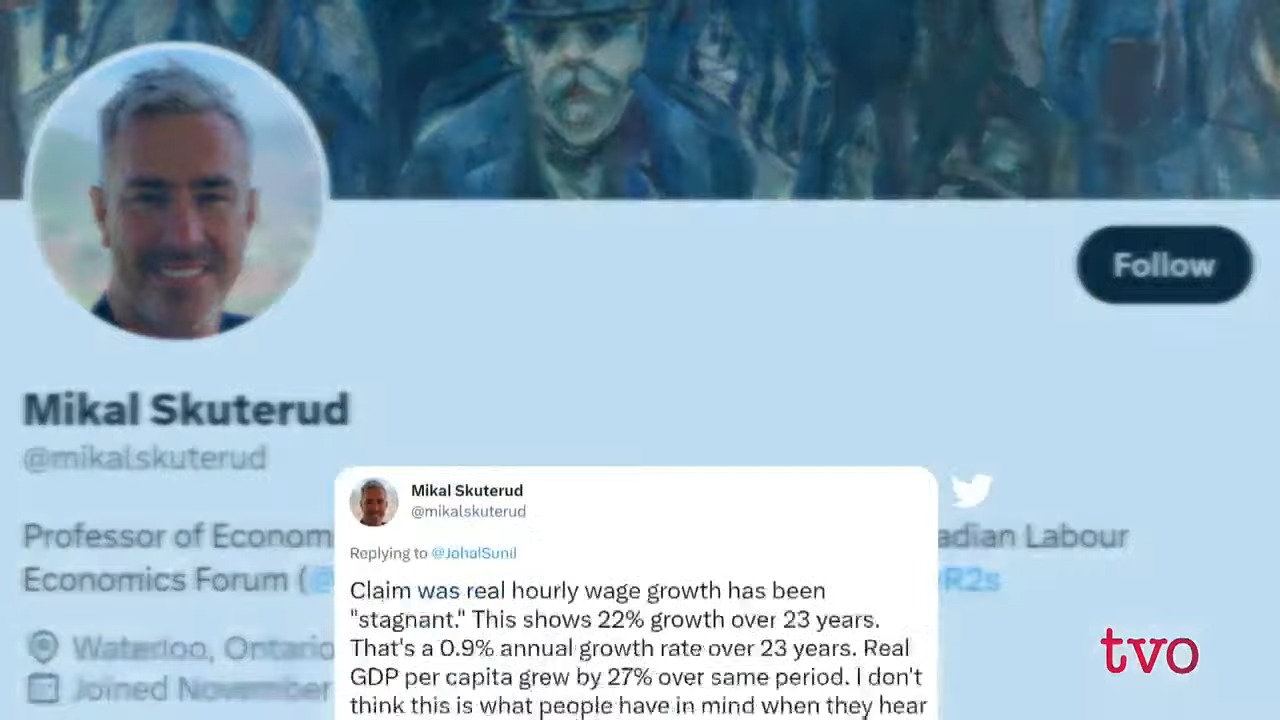 Follow
Mikal Skuterud
@mikalskuterud
Professor of Econom
adian Labour
Economics Forum (
R2s
Waterloo, Ontario
Joined November
Mikal Skuterud
@mikalskuterud
Replying to @JohalSunil
Claim was real hourly wage growth has been
"stagnant." This shows 22% growth over 23 years.
That's a 0.9% annual growth rate over 23 years. Real
GDP per capita grew by 27% over same period. I don't
think this is what people have in mind when they hear
tvo